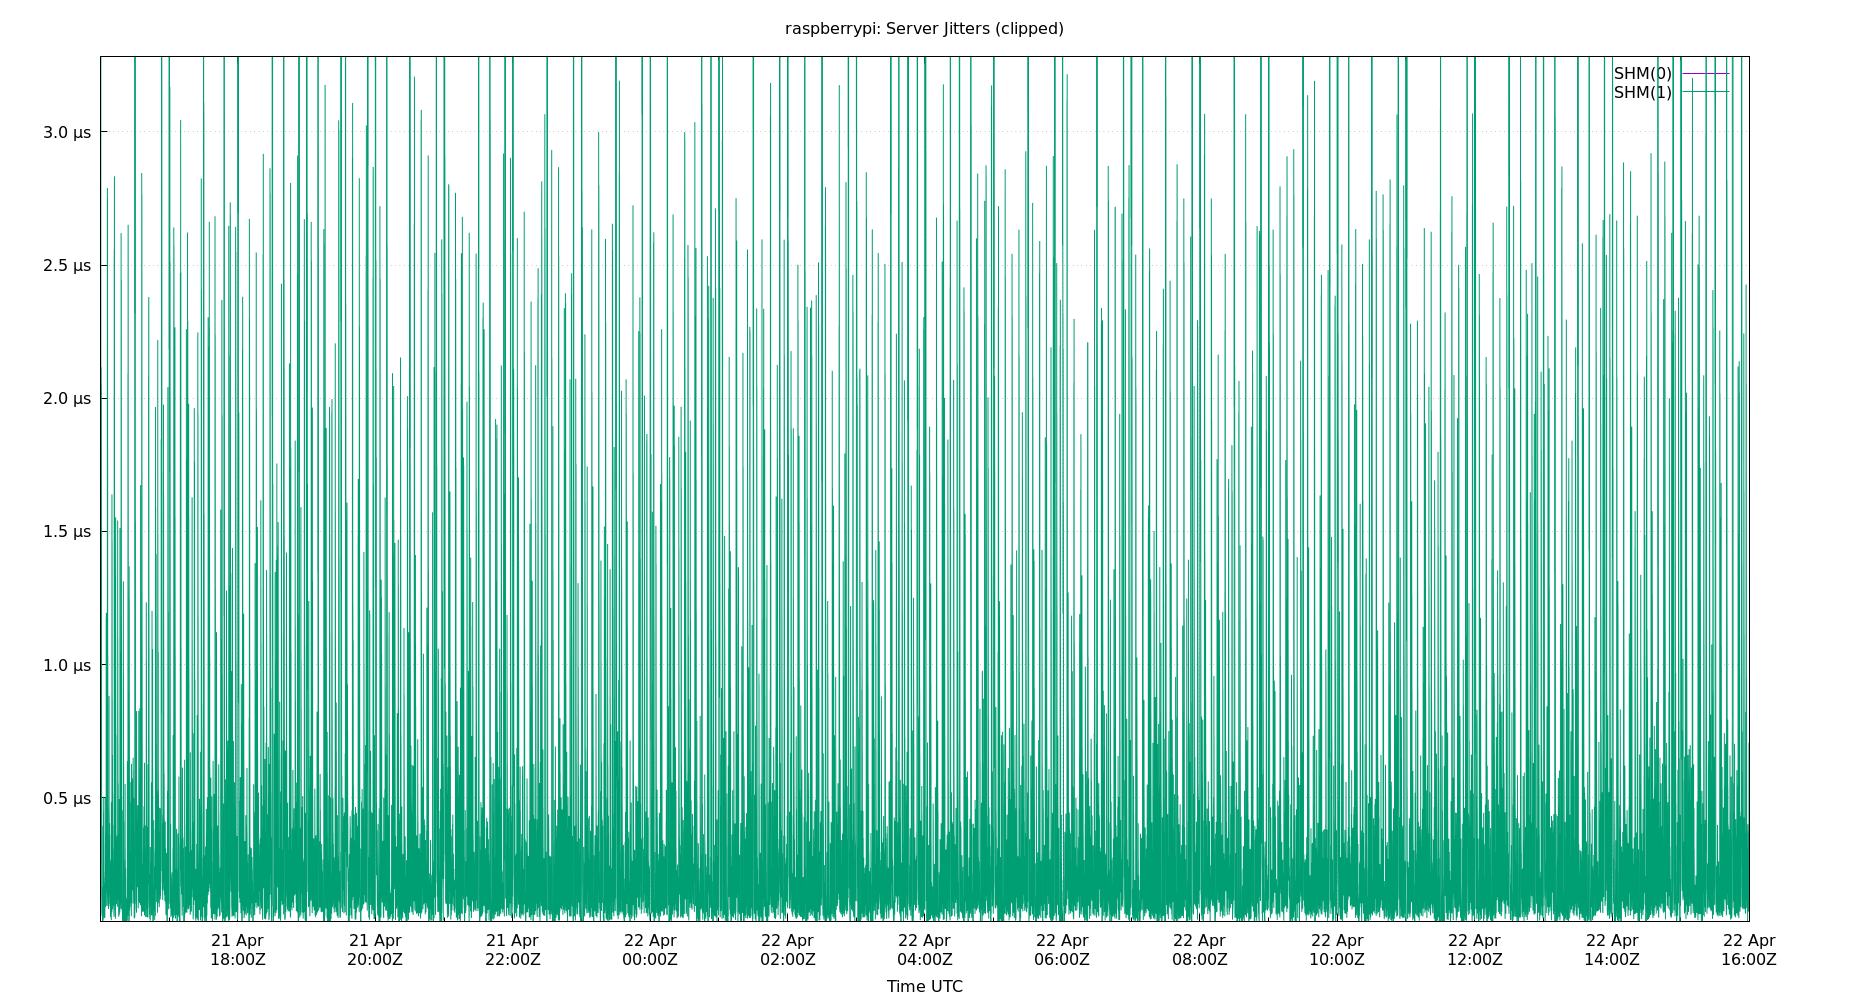 raspberrypi: Server Jitters (clipped)
SHM(0)
SHM(1)
3.0 µs
2.5 µs
2.0 µs
1.5 µs
1.0 µs
0.5 µs
21 Apr 21 Apr 21 Apr 22 Apr 22 Apr 22 Apr 22 Apr 22 Apr 22 Apr 22 Apr 22 Apr 22 Apr
18:00Z 20:00Z 22:00Z 00:00Z 02:00Z 04:00Z 06:00Z 08:00Z 10:00Z 12:00Z 14:00Z 16:00Z
Time UTC